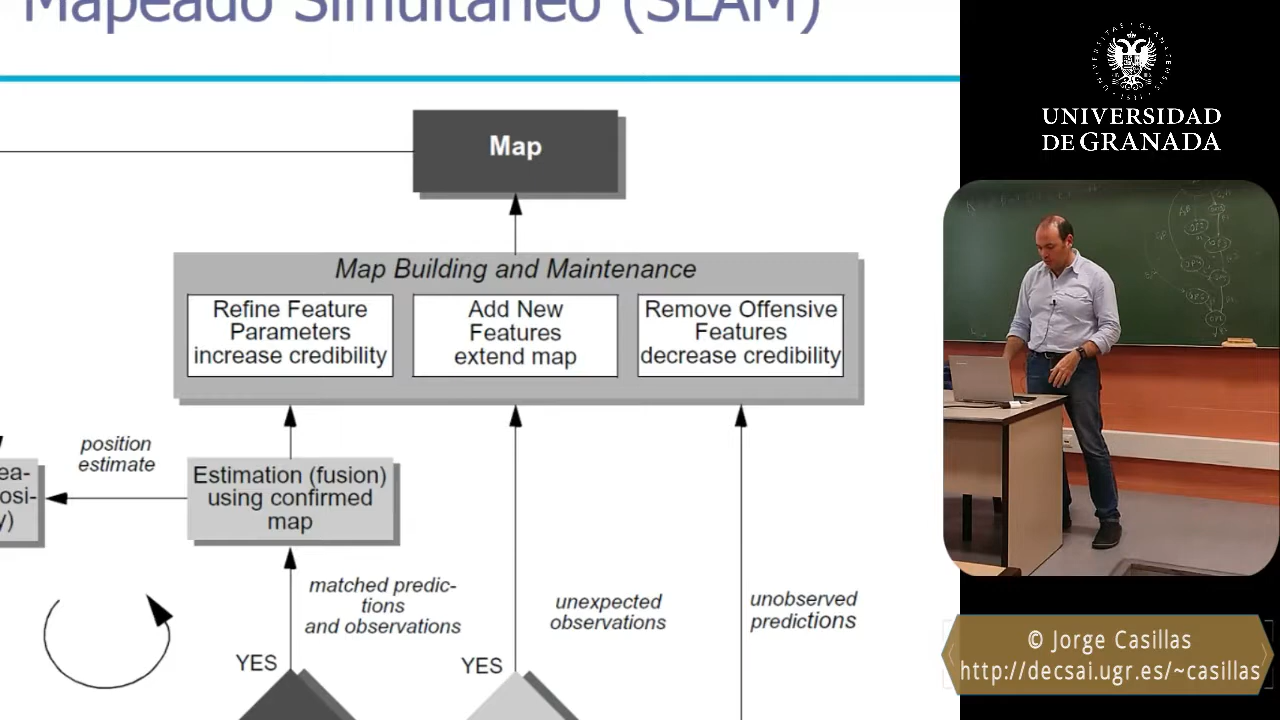 Mapeado Simultáneo (SLAM)
Map
Map Building and Maintenance
Refine Feature
Parameters
increase credibility
Add New
Features
extend map
Remove Offensive
Features
decrease credibility
position
estimate
Estimation (fusion)
using confirmed
map
ea-
osi-
y)
matched predic-
tions
and observations
unexpected
observations
unobserved
predictions
YES
YES
UNIVERSIDAD
DE GRANADA
© Jorge Casillas
http://decsai.ugr.es/~casillas